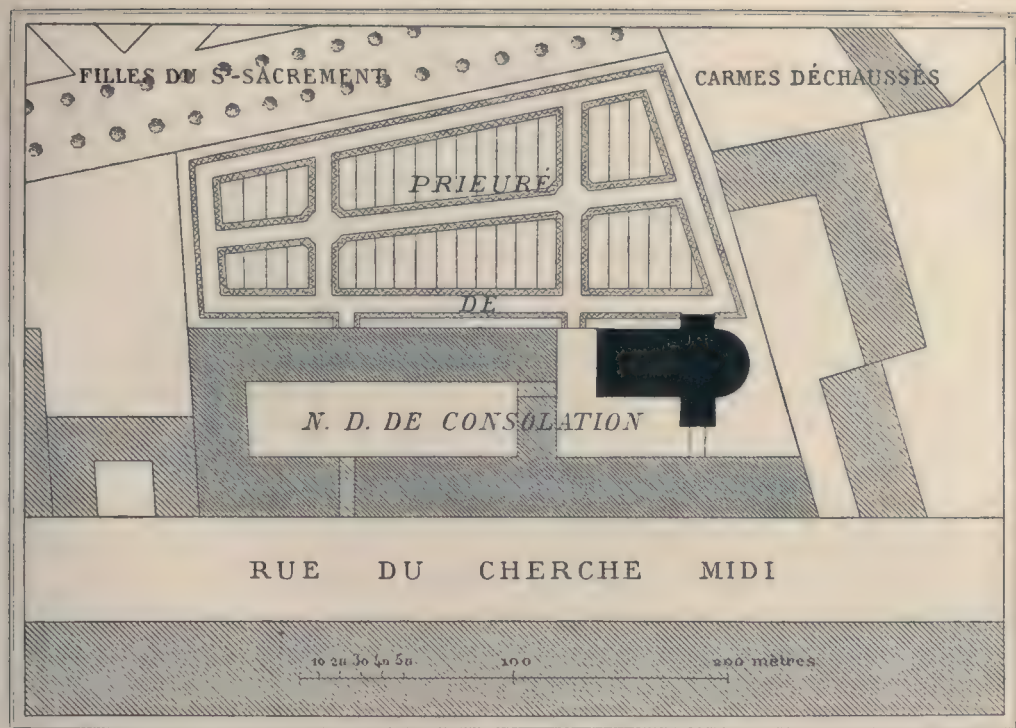 FILLES DU St-SACREMENT
CARMES DÉCHAUSSÉS
PRIEURÉ
DE
N. D. DE CONSOLATION
RUE DU CHERCHE MIDI
10 20 30 40 50 100 200 mètres